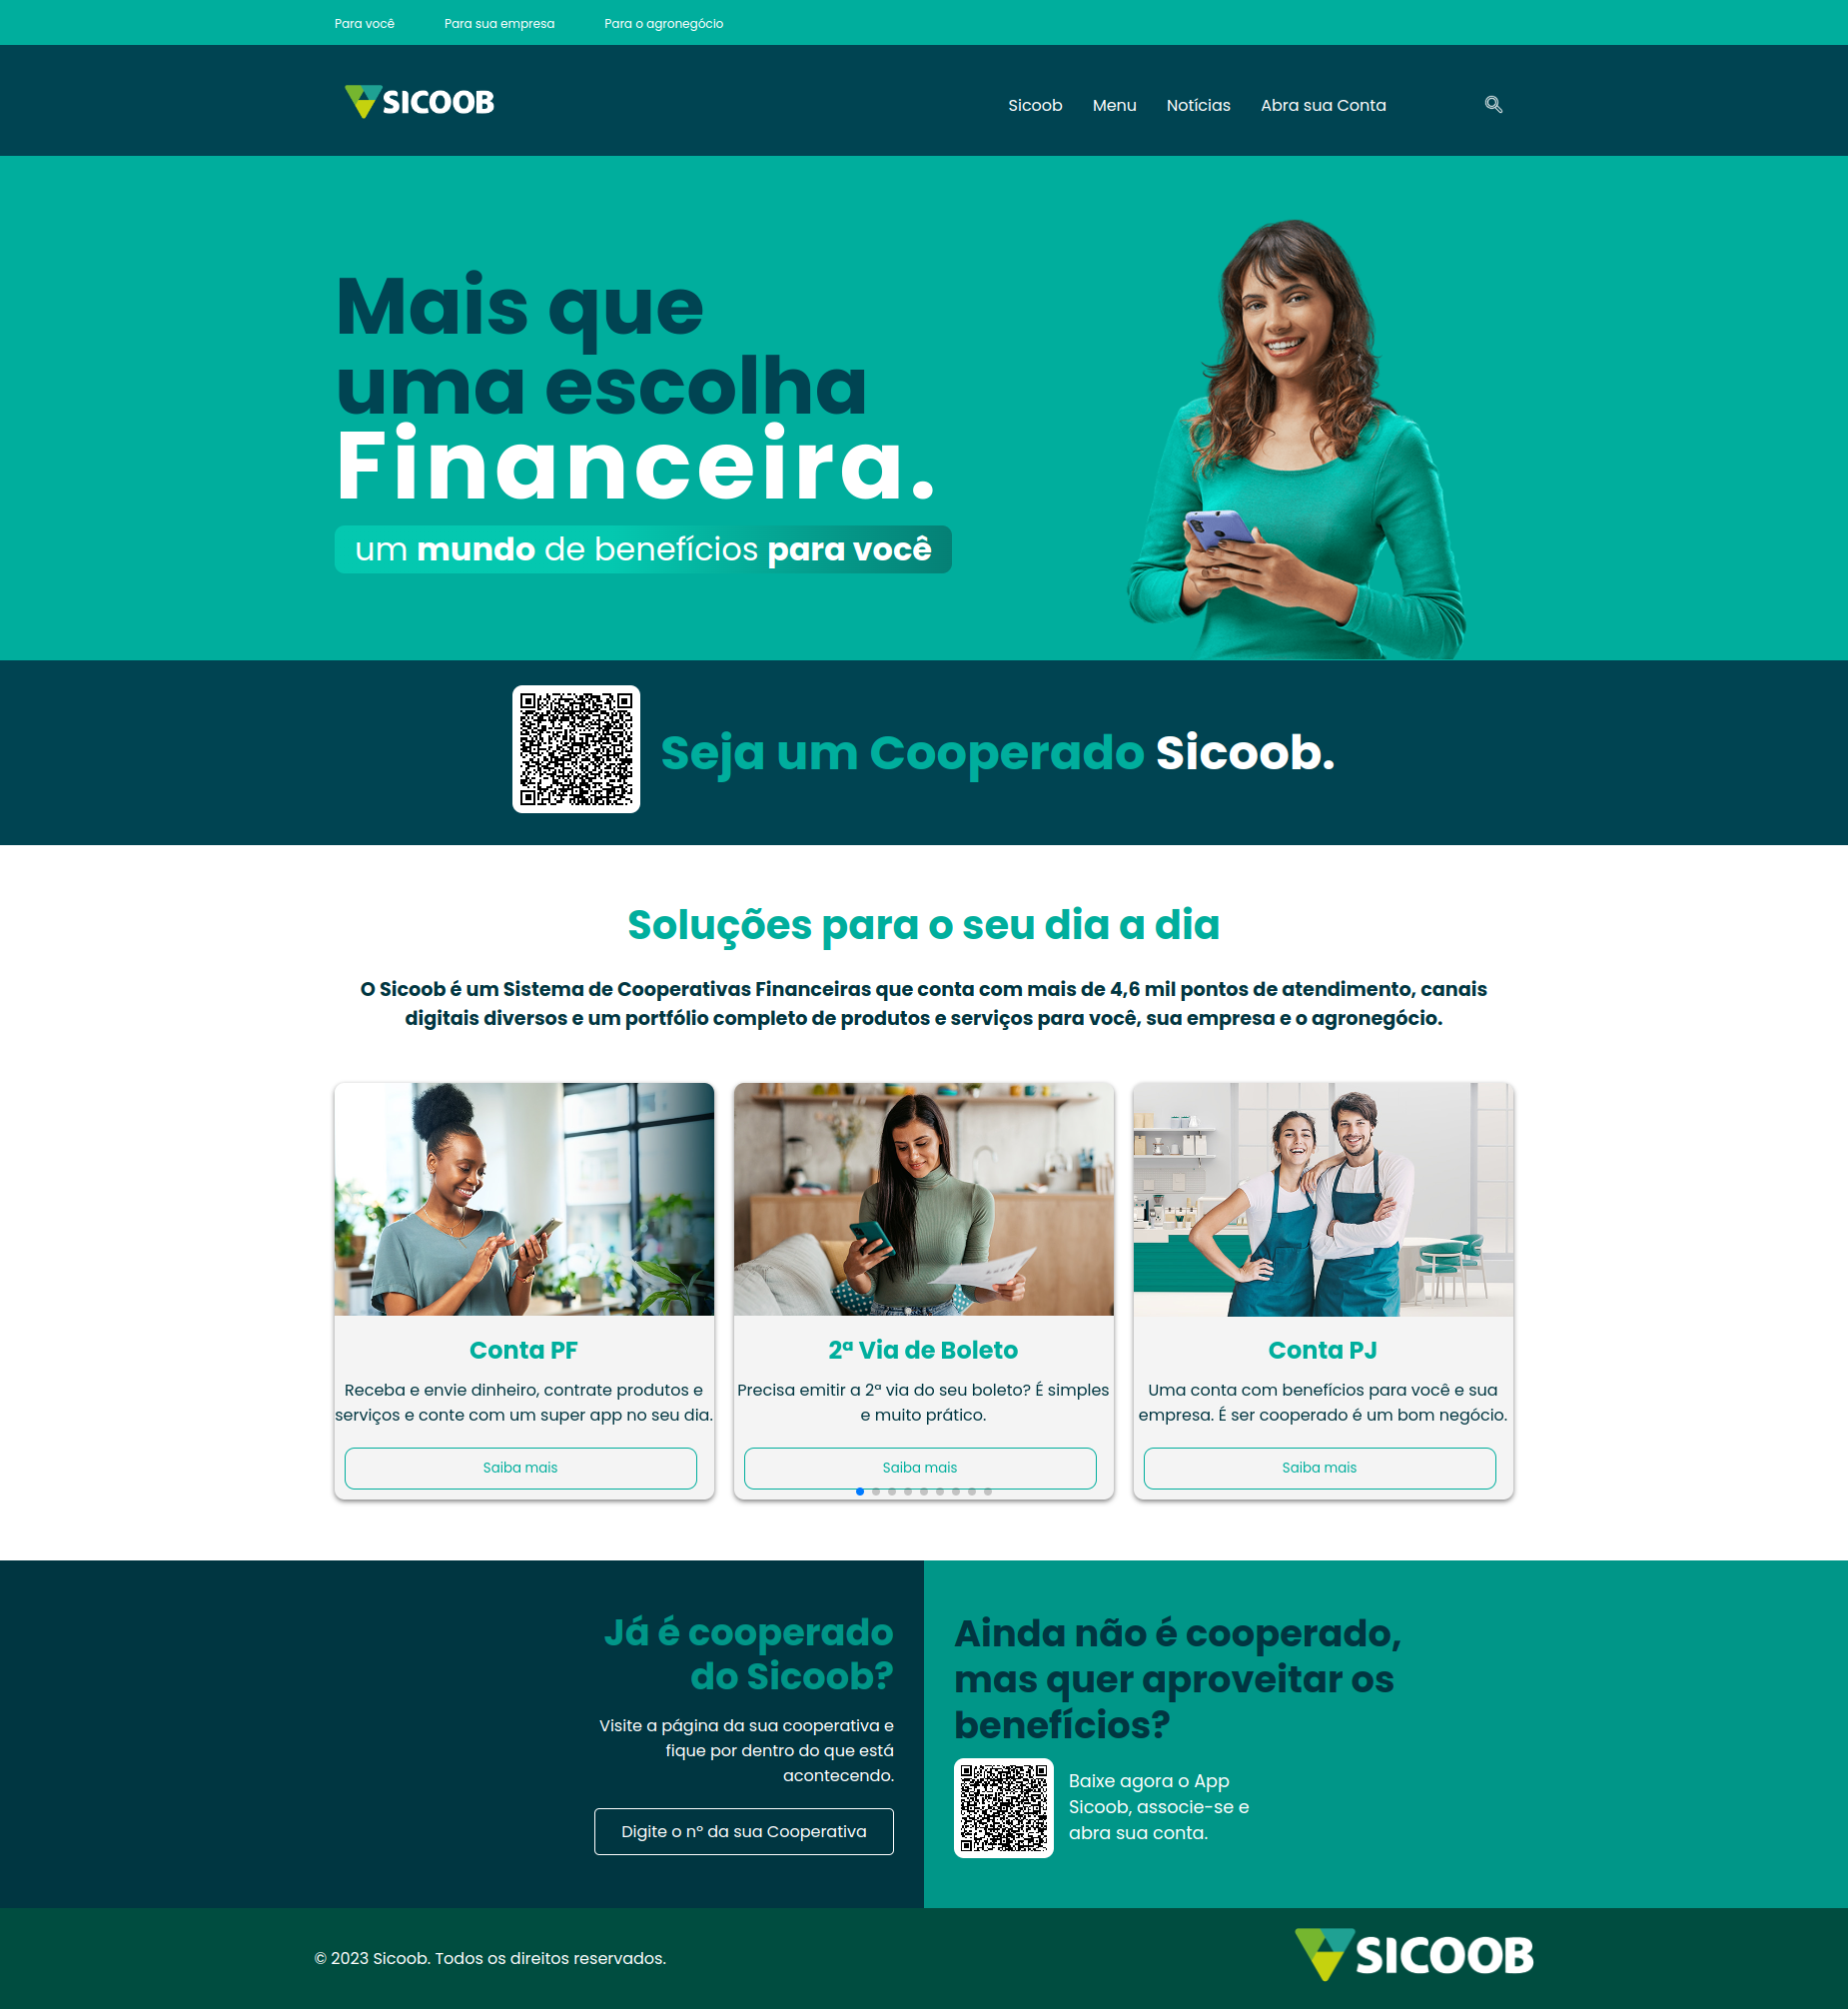 Para você
Para sua empresa
Para o agronegócio
SICOOB
Sicoob
Menu
Notícias
Abra sua Conta
Mais que
uma escolha
Financeira.
um mundo de benefícios para você
Seja um Cooperado Sicoob.
Soluções para o seu dia a dia
O Sicoob é um Sistema de Cooperativas Financeiras que conta com mais de 4,6 mil pontos de atendimento, canais
digitais diversos e um portfólio completo de produtos e serviços para você, sua empresa e o agronegócio.
Conta PF
Receba e envie dinheiro, contrate produtos e
serviços e conte com um super app no seu dia.
Saiba mais
2ª Via de Boleto
Precisa emitir a 2ª via do seu boleto? É simples
e muito prático.
Saiba mais
Conta PJ
Uma conta com benefícios para você e sua
empresa. É ser cooperado é um bom negócio.
Saiba mais
Já é cooperado
do Sicoob?
Visite a página da sua cooperativa e
fique por dentro do que está
acontecendo.
Digite o nº da sua Cooperativa
Ainda não é cooperado,
mas quer aproveitar os
benefícios?
Baixe agora o App
Sicoob, associe-se e
abra sua conta.
© 2023 Sicoob. Todos os direitos reservados.
SICOOB